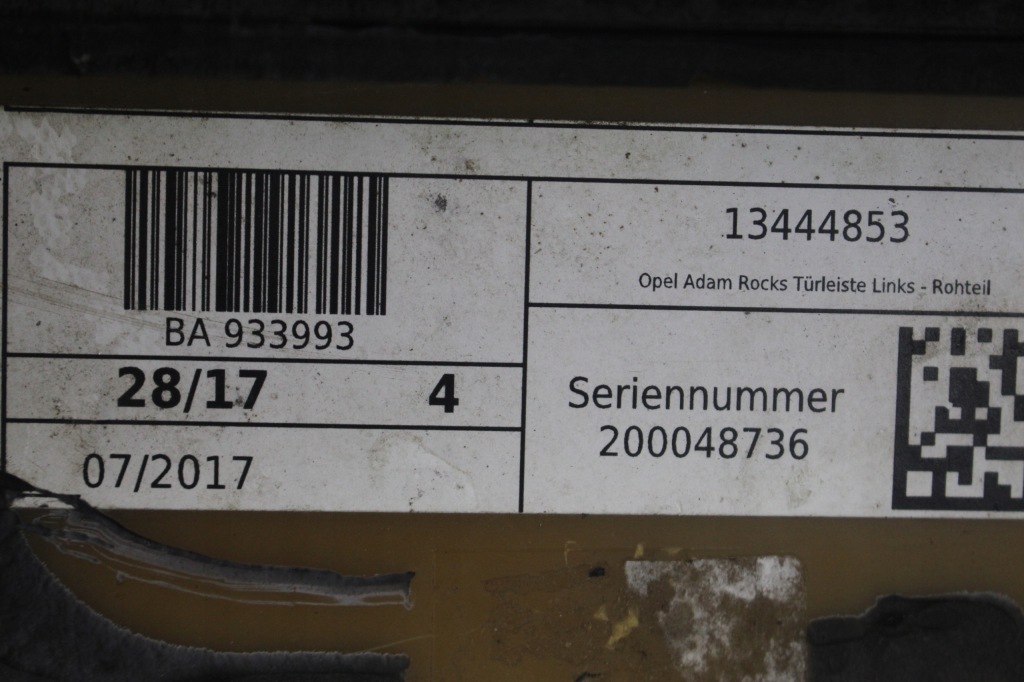 BA 933993
28/17 4
07/2017
13444853
Opel Adam Rocks Türleiste Links - Rohteil
Seriennummer
200048736